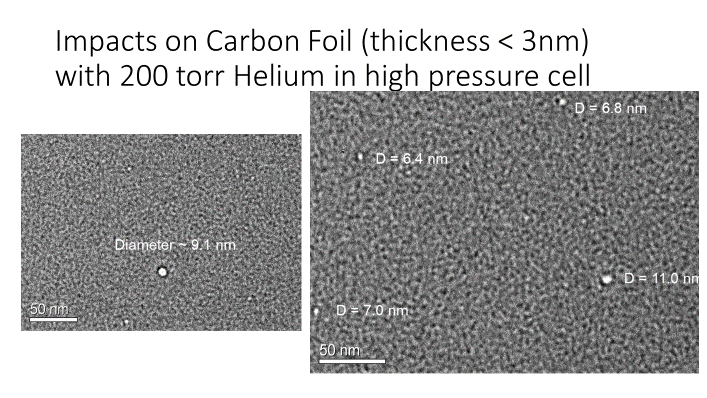 Impacts on Carbon Foil (thickness < 3nm)
with 200 torr Helium in high pressure cell
Diameter ~ 9.1 nm
50 nm
D = 6.8 nm
D = 6.4 nm
D = 11.0 nm
D = 7.0 nm
50 nm